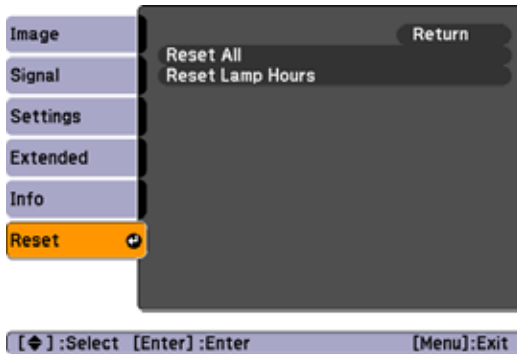 Image
Signal
Settings
Extended
Info
Reset
Return
Reset All
Reset Lamp Hours
[◆] :Select [Enter] :Enter [Menu]:Exit